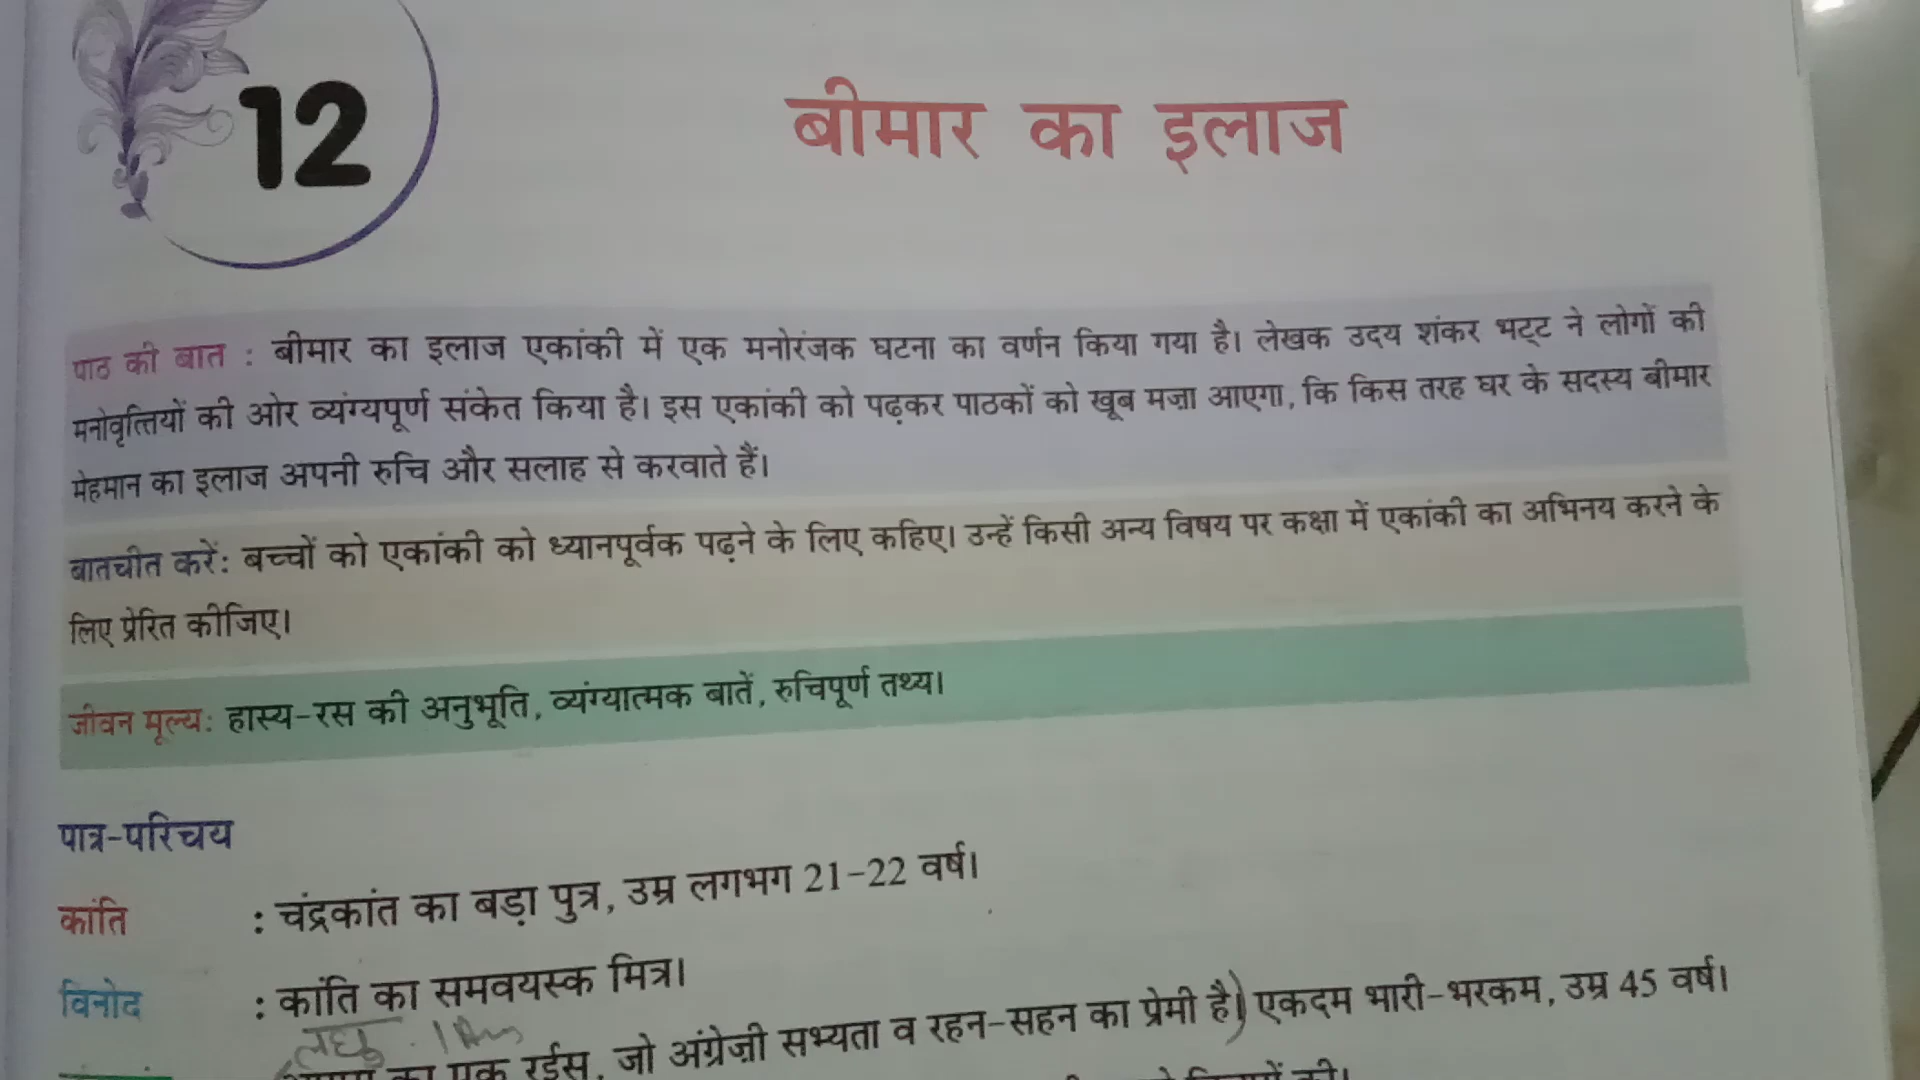 12
बीमार का इलाज
पाठ की बात : बीमार का इलाज एकांकी में एक मनोरंजक घटना का वर्णन किया गया है। लेखक उदय शंकर भट्ट ने लोगों की
मनोवृत्तियों की ओर व्यंग्यपूर्ण संकेत किया है। इस एकांकी को पढ़कर पाठकों को खूब मज़ा आएगा, कि किस तरह घर के सदस्य बीमार
मेहमान का इलाज अपनी रुचि और सलाह से करवाते हैं।
बातचीत करें: बच्चों को एकांकी को ध्यानपूर्वक पढ़ने के लिए कहिए। उन्हें किसी अन्य विषय पर कक्षा में एकांकी का अभिनय करने के
लिए प्रेरित कीजिए।
जीवन मूल्य: हास्य-रस की अनुभूति, व्यंग्यात्मक बातें, रुचिपूर्ण तथ्य।
पात्र-परिचय
कांति : चंद्रकांत का बड़ा पुत्र, उम्र लगभग 21-22 वर्ष।
विनोद : कांति का समवयस्क मित्र।
का एक रईस, जो अंग्रेज़ी सभ्यता व रहन-सहन का प्रेमी है।) एकदम भारी-भरकम, उम्र 45 वर्ष।